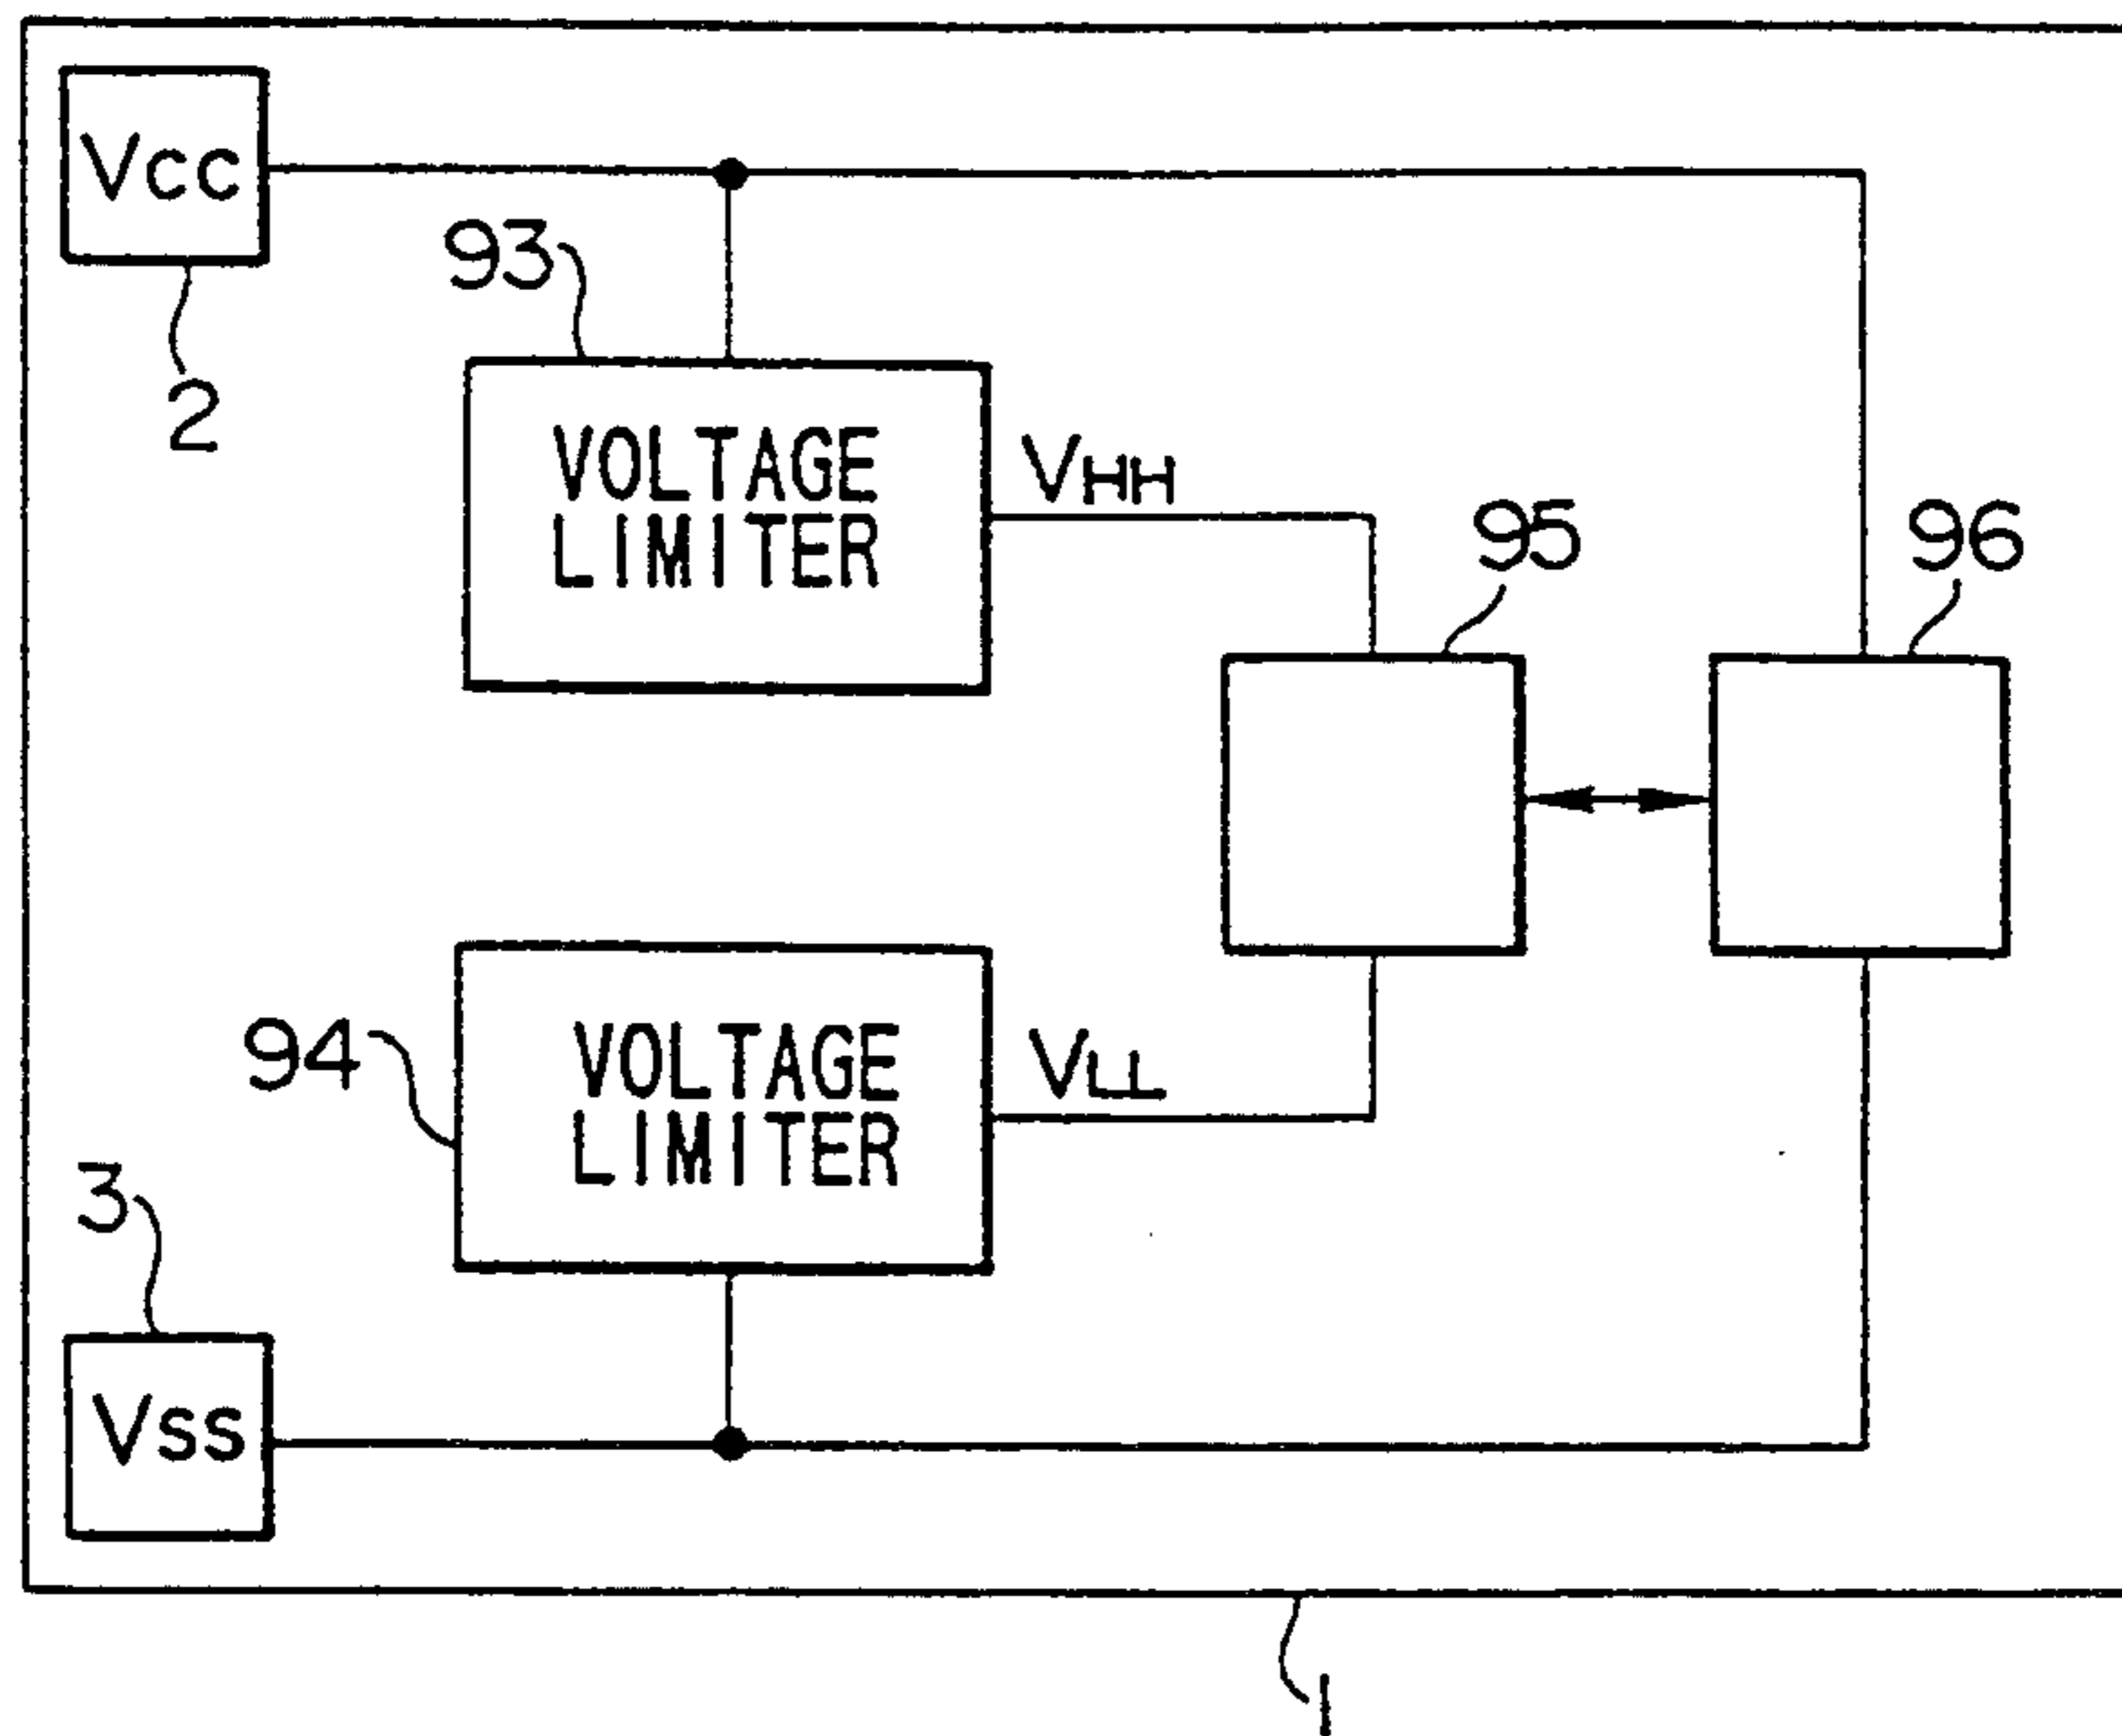 Vcc
2
93
VOLTAGE
LIMITER
VHH
95
96
94
VOLTAGE
LIMITER
VLL
3
Vss
1